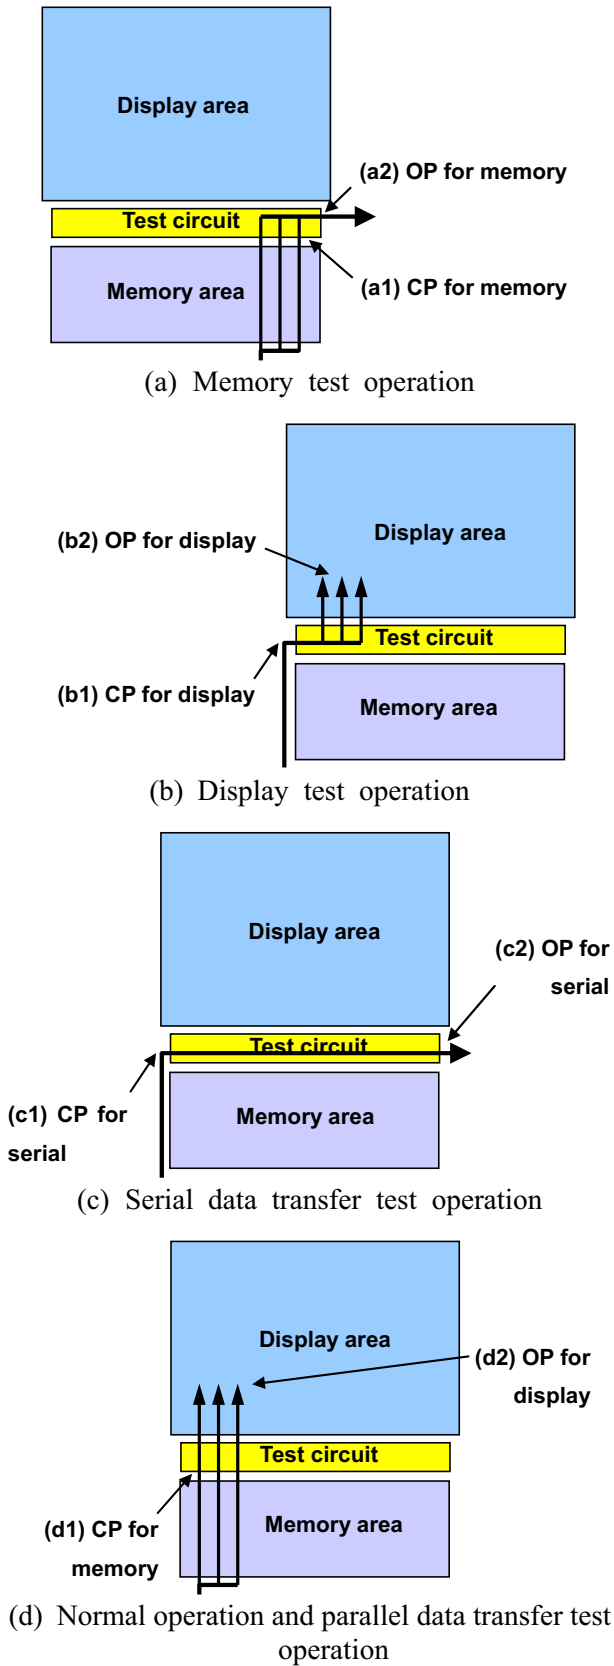 Display area
(a2) OP for memory
Test circuit
Memory area
(a1) CP for memory
(a) Memory test operation
Display area
(b2) OP for display
Test circuit
(b1) CP for display
Memory area
(b) Display test operation
Display area
(c2) OP for
serial
Test circuit
(c1) CP for
serial
Memory area
(c) Serial data transfer test operation
Display area
(d2) OP for
display
Test circuit
(d1) CP for
memory
Memory area
(d) Normal operation and parallel data transfer test
operation